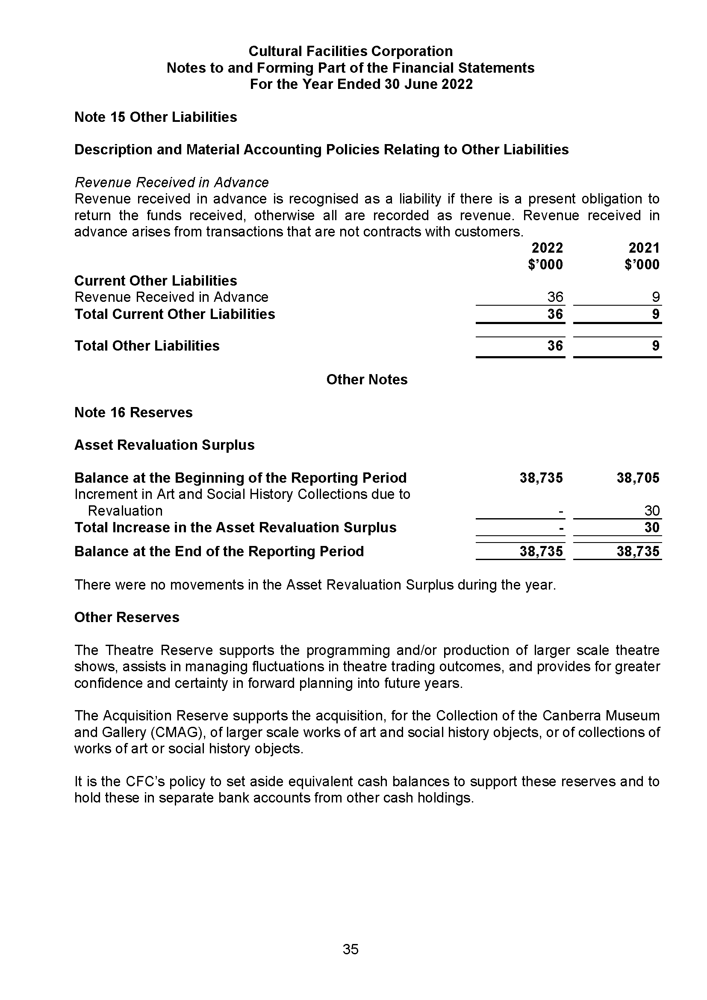 Cultural Facilities Corporation
Notes to and Forming Part of the Financial Statements
For the Year Ended 30 June 2022
Note 15 Other Liabilities
Description and Material Accounting Policies Relating to Other Liabilities
Revenue Received in Advance
Revenue received in advance is recognised as a liability if there is a present obligation to
return the funds received, otherwise all are recorded as revenue. Revenue received in
advance arises from transactions that are not contracts with customers.
2022 2021
$’000 $’000
Current Other Liabilities
Revenue Received in Advance 36 9
Total Current Other Liabilities 36 9
Total Other Liabilities 36 9
Other Notes
Note 16 Reserves
Asset Revaluation Surplus
Balance at the Beginning of the Reporting Period 38,735 38,705
Increment in Art and Social History Collections due to
Revaluation - 30
Total Increase in the Asset Revaluation Surplus - 30
Balance at the End of the Reporting Period 38,735 38,735
There were no movements in the Asset Revaluation Surplus during the year.
Other Reserves
The Theatre Reserve supports the programming and/or production of larger scale theatre
shows, assists in managing fluctuations in theatre trading outcomes, and provides for greater
confidence and certainty in forward planning into future years.
The Acquisition Reserve supports the acquisition, for the Collection of the Canberra Museum
and Gallery (CMAG), of larger scale works of art and social history objects, or of collections of
works of art or social history objects.
It is the CFC’s policy to set aside equivalent cash balances to support these reserves and to
hold these in separate bank accounts from other cash holdings.
35